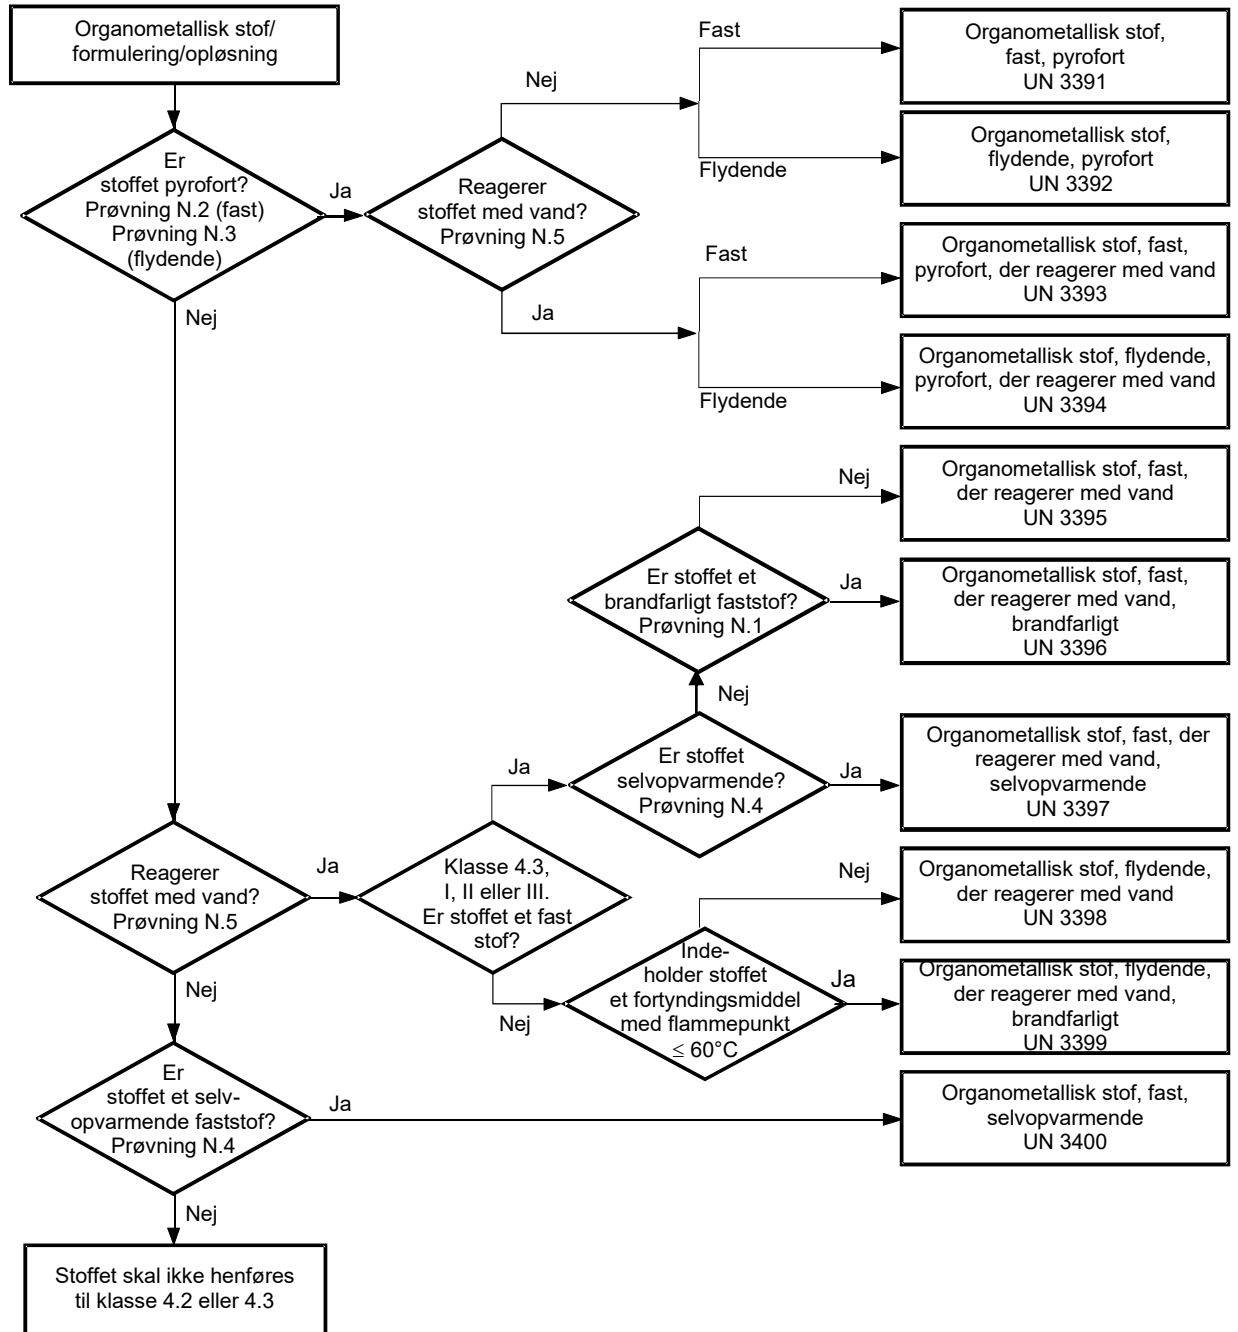 Organometallisk stof/
formulering/opløsning
Er
stoffet pyrofort?
Prøvning N.2 (fast)
Prøvning N.3
(flydende)
Ja
Nej
Reagerer
stoffet med vand?
Prøvning N.5
Nej
Ja
Fast
Flydende
Organometallisk stof,
fast, pyrofort
UN 3391
Organometallisk stof,
flydende, pyrofort
UN 3392
Fast
Flydende
Organometallisk stof, fast,
pyrofort, der reagerer med vand
UN 3393
Organometallisk stof, flydende,
pyrofort, der reagerer med vand
UN 3394
Nej
Organometallisk stof, fast,
der reagerer med vand
UN 3395
Er stoffet et
brandfarligt faststof?
Prøvning N.1
Ja
Organometallisk stof, fast,
der reagerer med vand,
brandfarligt
UN 3396
Nej
Er stoffet
selvopvarmende?
Prøvning N.4
Ja
Organometallisk stof, fast, der
reagerer med vand,
selvopvarmende
UN 3397
Reagerer
stoffet med vand?
Prøvning N.5
Ja
Nej
Klasse 4.3,
I, II eller III.
Er stoffet et fast
stof?
Ja
Nej
Inde-
holder stoffet
et fortyndingsmiddel
med flammepunkt
≤ 60°C
Nej
Ja
Organometallisk stof, flydende,
der reagerer med vand
UN 3398
Organometallisk stof, flydende,
der reagerer med vand,
brandfarligt
UN 3399
Er
stoffet et selv-
opvarmende faststof?
Prøvning N.4
Ja
Organometallisk stof, fast,
selvopvarmende
UN 3400
Nej
Stoffet skal ikke henføres
til klasse 4.2 eller 4.3